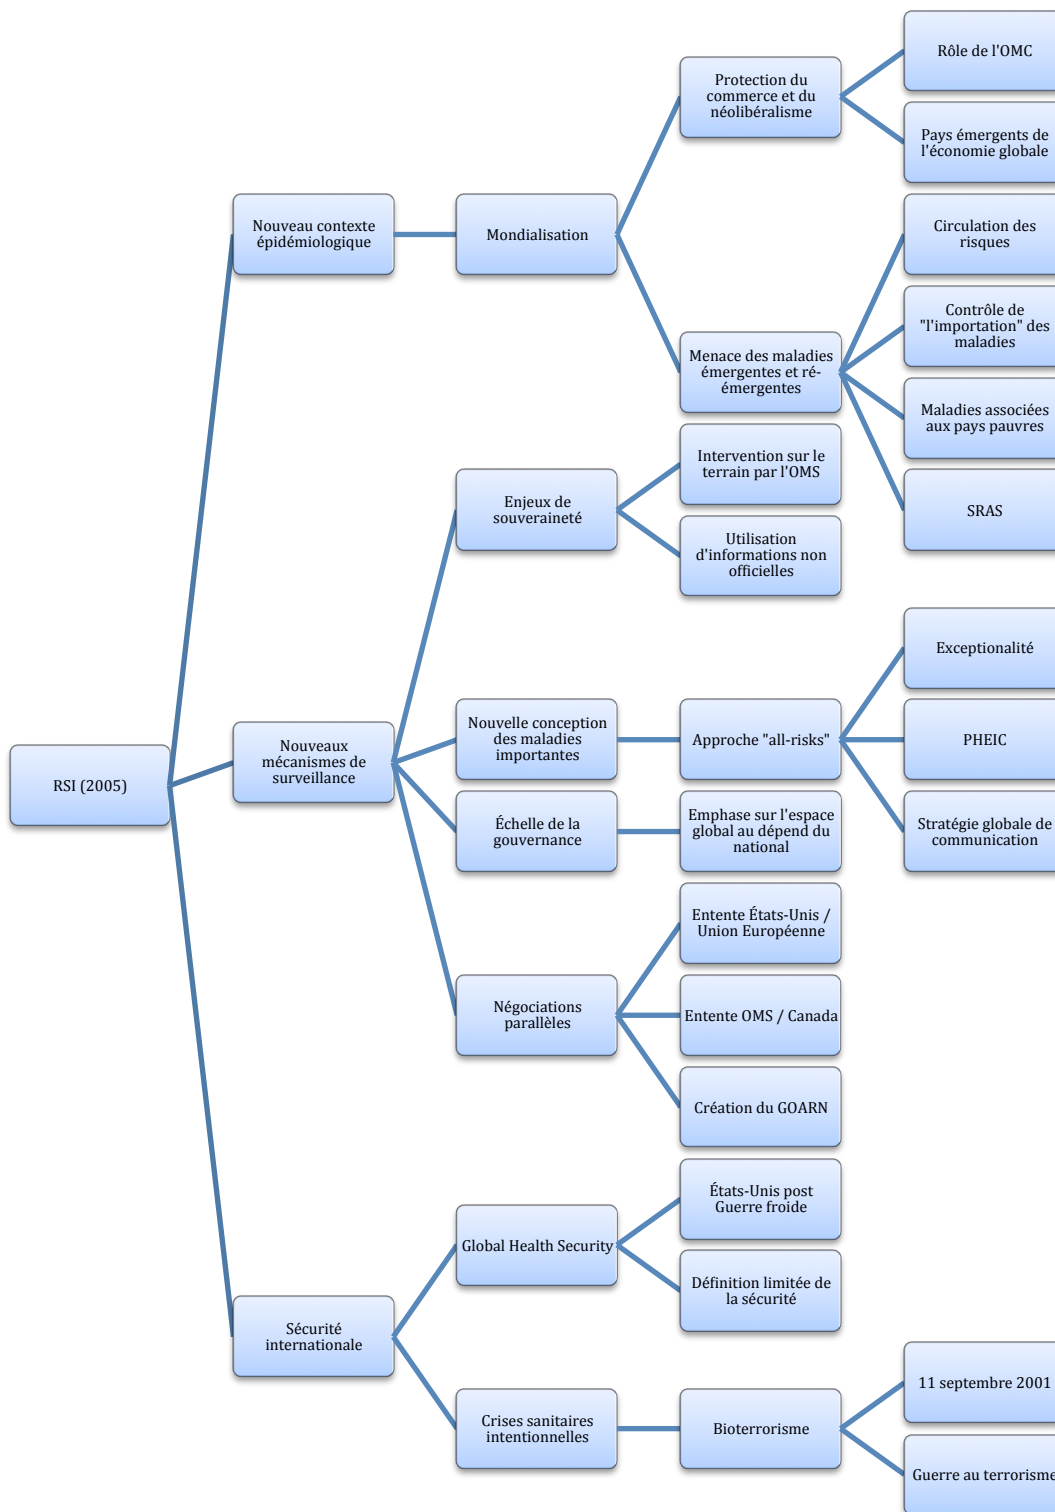 RSI (2005)
Nouveau contexte
épidémiologique
Mondialisation
Protection du
commerce et du
néolibéralisme
Rôle de l'OMC
Pays émergents de
l'économie globale
Menace des maladies
émergentes et ré-
émergentes
Circulation des
risques
Contrôle de
"l'importation" des
maladies
Maladies associées
aux pays pauvres
SRAS
Nouveaux
mécanismes de
surveillance
Enjeux de
souveraineté
Intervention sur le
terrain par l'OMS
Utilisation
d'informations non
officielles
Nouvelle conception
des maladies
importantes
Approche "all-risks"
Exceptionalité
PHEIC
Stratégie globale de
communication
Échelle de la
gouvernance
Emphase sur l'espace
global au dépend du
national
Négociations
parallèles
Entente États-Unis /
Union Européenne
Entente OMS / Canada
Création du GOARN
Sécurité
internationale
Global Health Security
États-Unis post
Guerre froide
Définition limitée de
la sécurité
Crises sanitaires
intentionnelles
Bioterrorisme
11 septembre 2001
Guerre au terrorisme